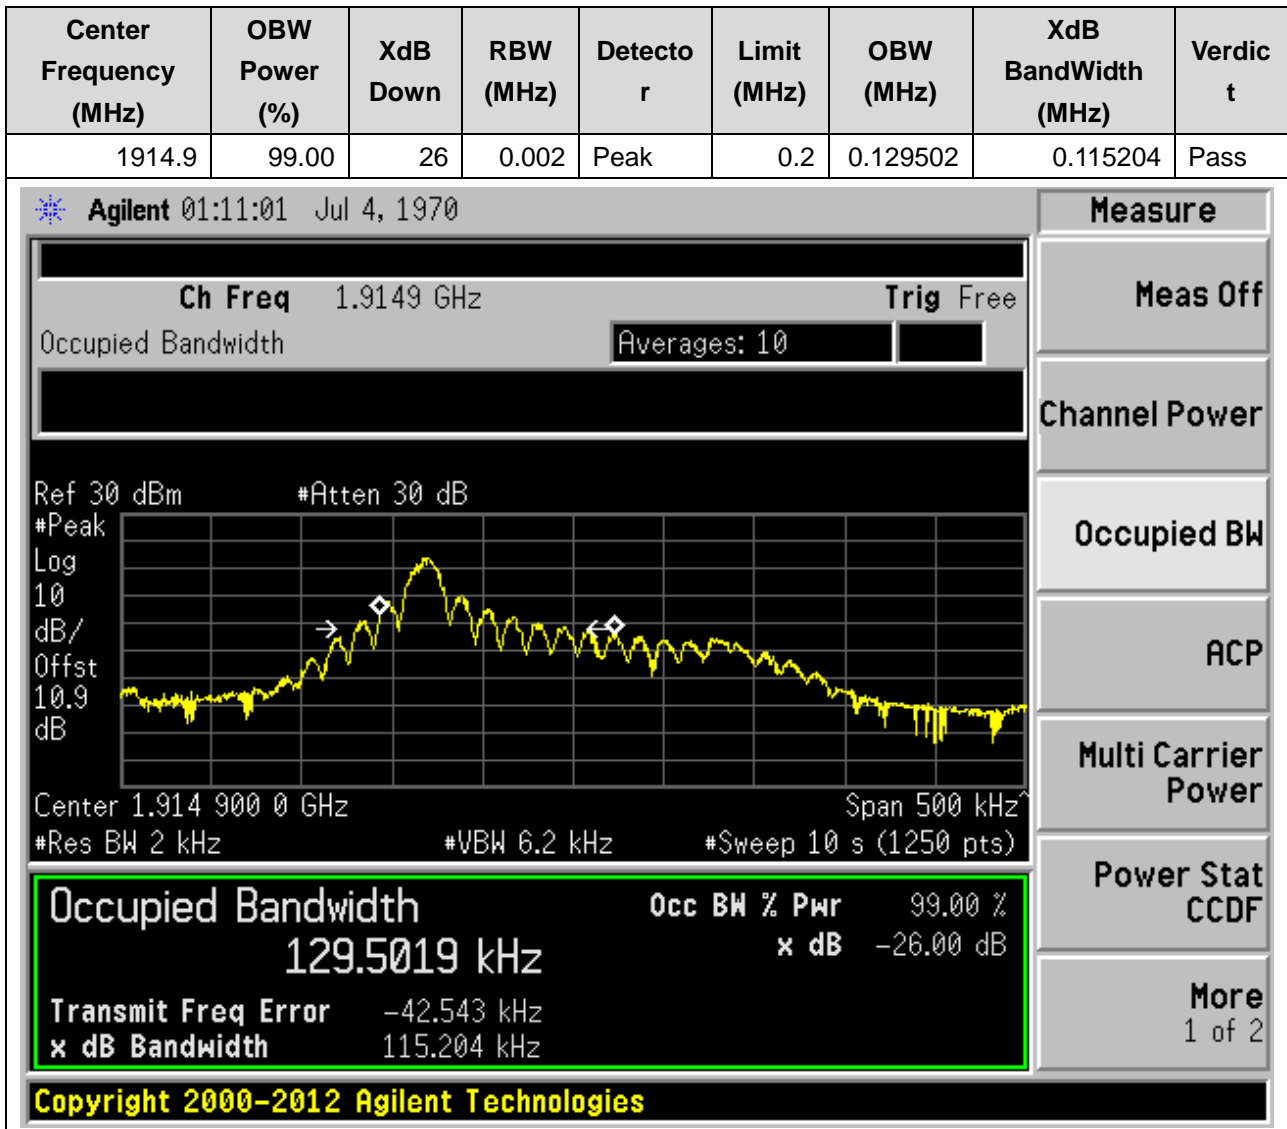 Center Frequency (MHz) OBW Power (%) XdB Down RBW (MHz) Detector Limit (MHz) OBW (MHz) XdB BandWidth (MHz) Verdict
1914.9 99.00 26 0.002 Peak 0.2 0.129502 0.115204 Pass
Agilent 01:11:01 Jul 4, 1970 Measure
Ch Freq 1.9149 GHz Trig Free
Meas Off
Occupied Bandwidth Averages: 10
Channel Power
Ref 30 dBm #Atten 30 dB
#Peak
Log
10
dB/
Offst
10.9
dB
Occupied BW
ACP
Center 1.914 900 0 GHz Span 500 kHz^
#Res BW 2 kHz #VBW 6.2 kHz #Sweep 10 s (1250 pts)
Multi Carrier
Power
Occupied Bandwidth Occ BW % Pwr 99.00 %
129.5019 kHz x dB -26.00 dB
Transmit Freq Error -42.543 kHz
x dB Bandwidth 115.204 kHz
Power Stat
CCDF
More
1 of 2
Copyright 2000-2012 Agilent Technologies